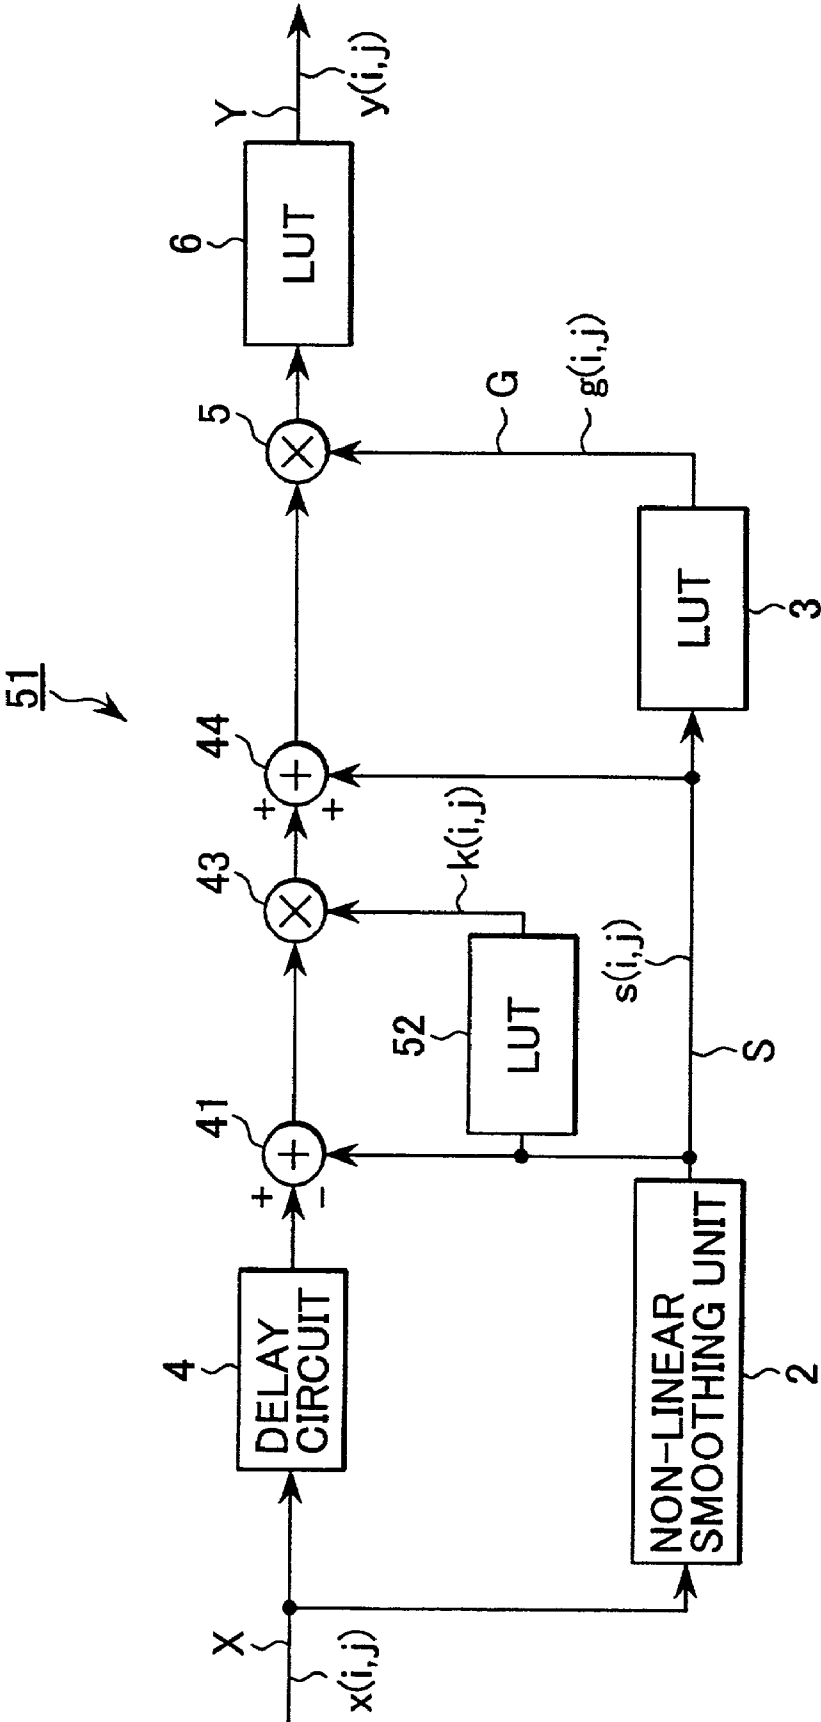 51
X
x(i,j)
4
DELAY
CIRCUIT
41
+
−
+
43
×
44
+
+
+
5
×
6
LUT
Y
y(i,j)
52
LUT
k(i,j)
G
g(i,j)
NON-LINEAR
SMOOTHING UNIT
2
S
s(i,j)
LUT
3